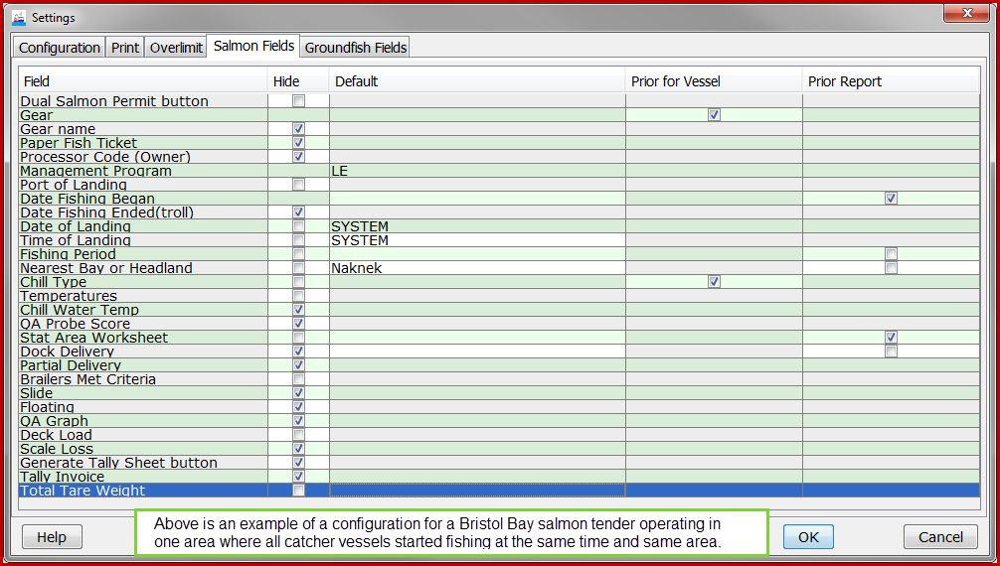 Settings
Configuration Print Overlimit Salmon Fields Groundfish Fields
Field Hide Default Prior for Vessel Prior Report
Dual Salmon Permit button
Gear
Gear name
Paper Fish Ticket
Processor Code (Owner)
Management Program LE
Port of Landing
Date Fishing Began
Date Fishing Ended(troll)
Date of Landing SYSTEM
Time of Landing SYSTEM
Fishing Period
Nearest Bay or Headland Naknek
Chill Type
Temperatures
Chill Water Temp
QA Probe Score
Stat Area Worksheet
Dock Delivery
Partial Delivery
Brailers Met Criteria
Slide
Floating
QA Graph
Deck Load
Scale Loss
Generate Tally Sheet button
Tally Invoice
Total Tare Weight
Above is an example of a configuration for a Bristol Bay salmon tender operating in
one area where all catcher vessels started fishing at the same time and same area.
Help OK Cancel